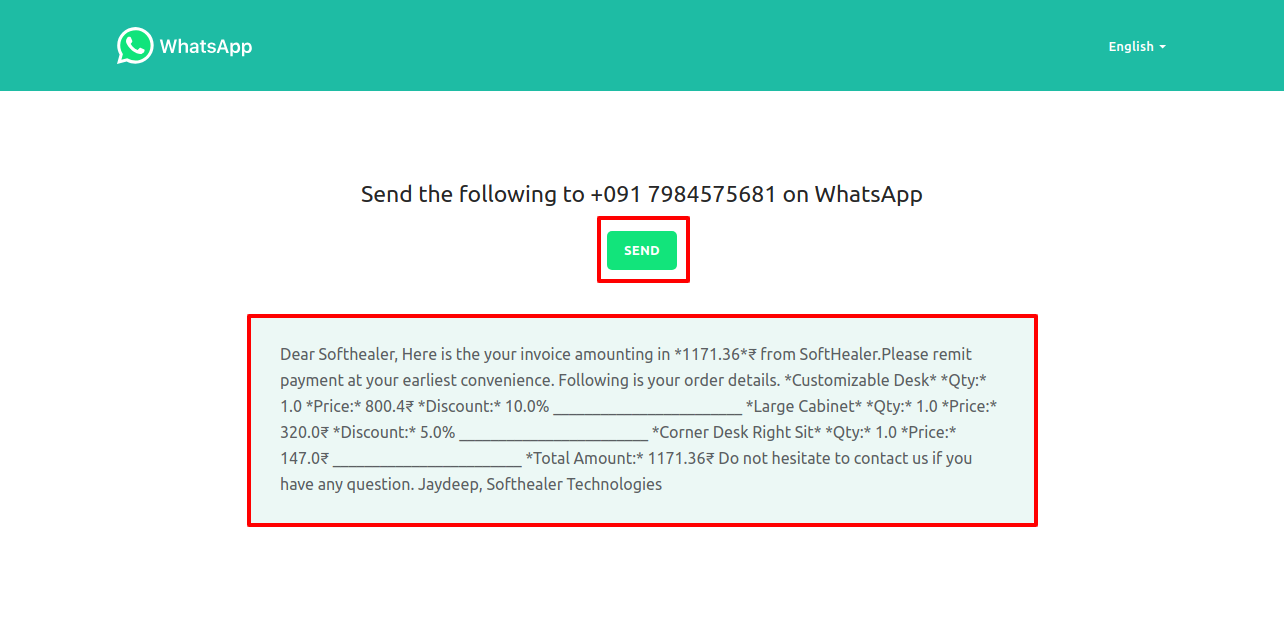 WhatsApp
English
Send the following to +091 7984575681 on WhatsApp
SEND
Dear Softhealer, Here is the your invoice amounting in *1171.36*₹ from SoftHealer.Please remit
payment at your earliest convenience. Following is your order details. *Customizable Desk* *Qty:*
1.0 *Price:* 800.4₹ *Discount:* 10.0% ___________________________ *Large Cabinet* *Qty:* 1.0 *Price:*
320.0₹ *Discount:* 5.0% ___________________________ *Corner Desk Right Sit* *Qty:* 1.0 *Price:*
147.0₹ ___________________________ *Total Amount:* 1171.36₹ Do not hesitate to contact us if you
have any question. Jaydeep, Softhealer Technologies